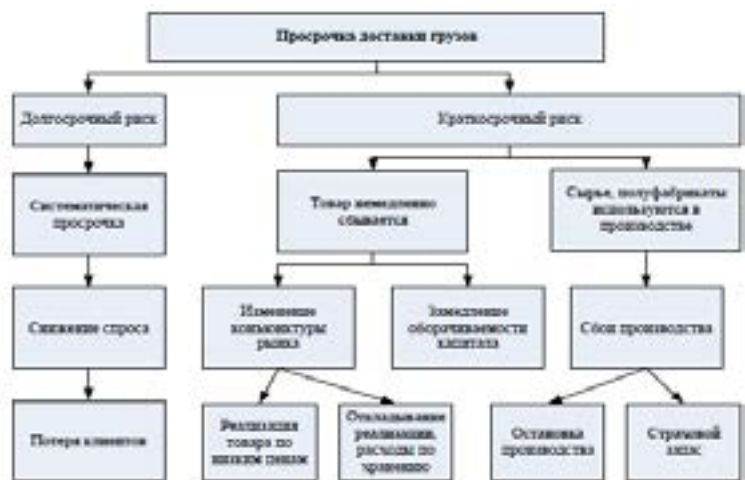 Просрочка доставки грузов
Долгосрочный риск
Краткосрочный риск
Систематическая
просрочка
Товар немедленно
сбывается
Сырье, полуфабрикаты
используются в
производстве
Снижение спроса
Изменение
конъюнктуры
рынка
Замедление
оборачиваемости
капитала
Сбои производства
Потеря клиентов
Реализация
товара по
низким ценам
Откладывание
реализации,
расходы по
хранению
Остановка
производства
Страховой
запас